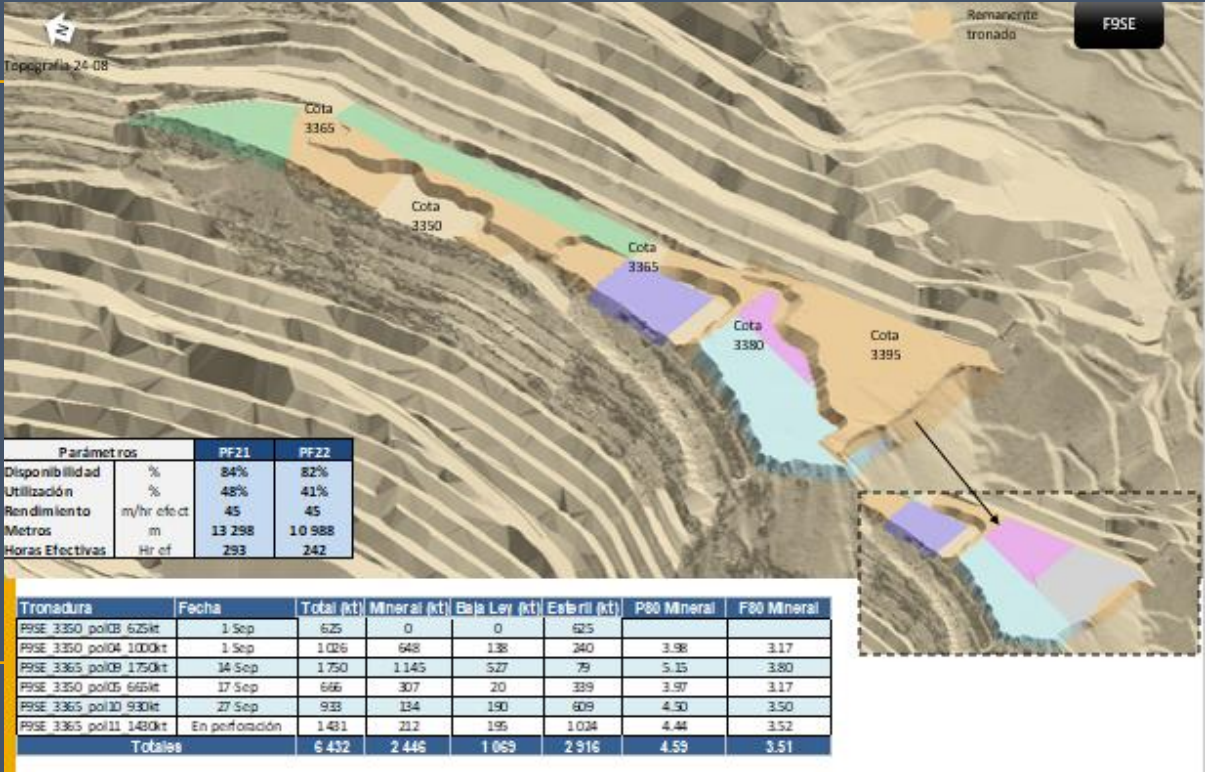 Remanente
tronado
F9SE
N
Topografia 24-08
Cota
3365
Cota
3350
Cota
3365
Cota
3380
Cota
3395
Parámetros PF21 PF22
Disponibilidad % 84% 82%
Utilización % 48% 41%
Rendimiento m/hr efect 45 45
Metros m 13 298 10 988
Horas Efectivas Hr ef 293 242
Tronadura Fecha Total (kt) Mineral (kt) Baja Ley (kt) Esteril (kt) P80 Mineral F80 Mineral
F9SE_3350_pol03_625kt 1 Sep 625 0 0 625
F9SE_3350_pol04_1000kt 1 Sep 1 026 648 138 240 3.98 3.17
F9SE_3365_pol09_1750kt 14 Sep 1 750 1 145 527 79 5.15 3.80
F9SE_3350_pol05_665kt 17 Sep 666 307 20 339 3.97 3.17
F9SE_3365_pol10_930kt 27 Sep 933 134 190 609 4.50 3.50
F9SE_3365_pol11_1430kt En perforación 1 431 212 195 1 024 4.44 3.52
Totales 6 432 2 446 1 069 2 916 4.59 3.51